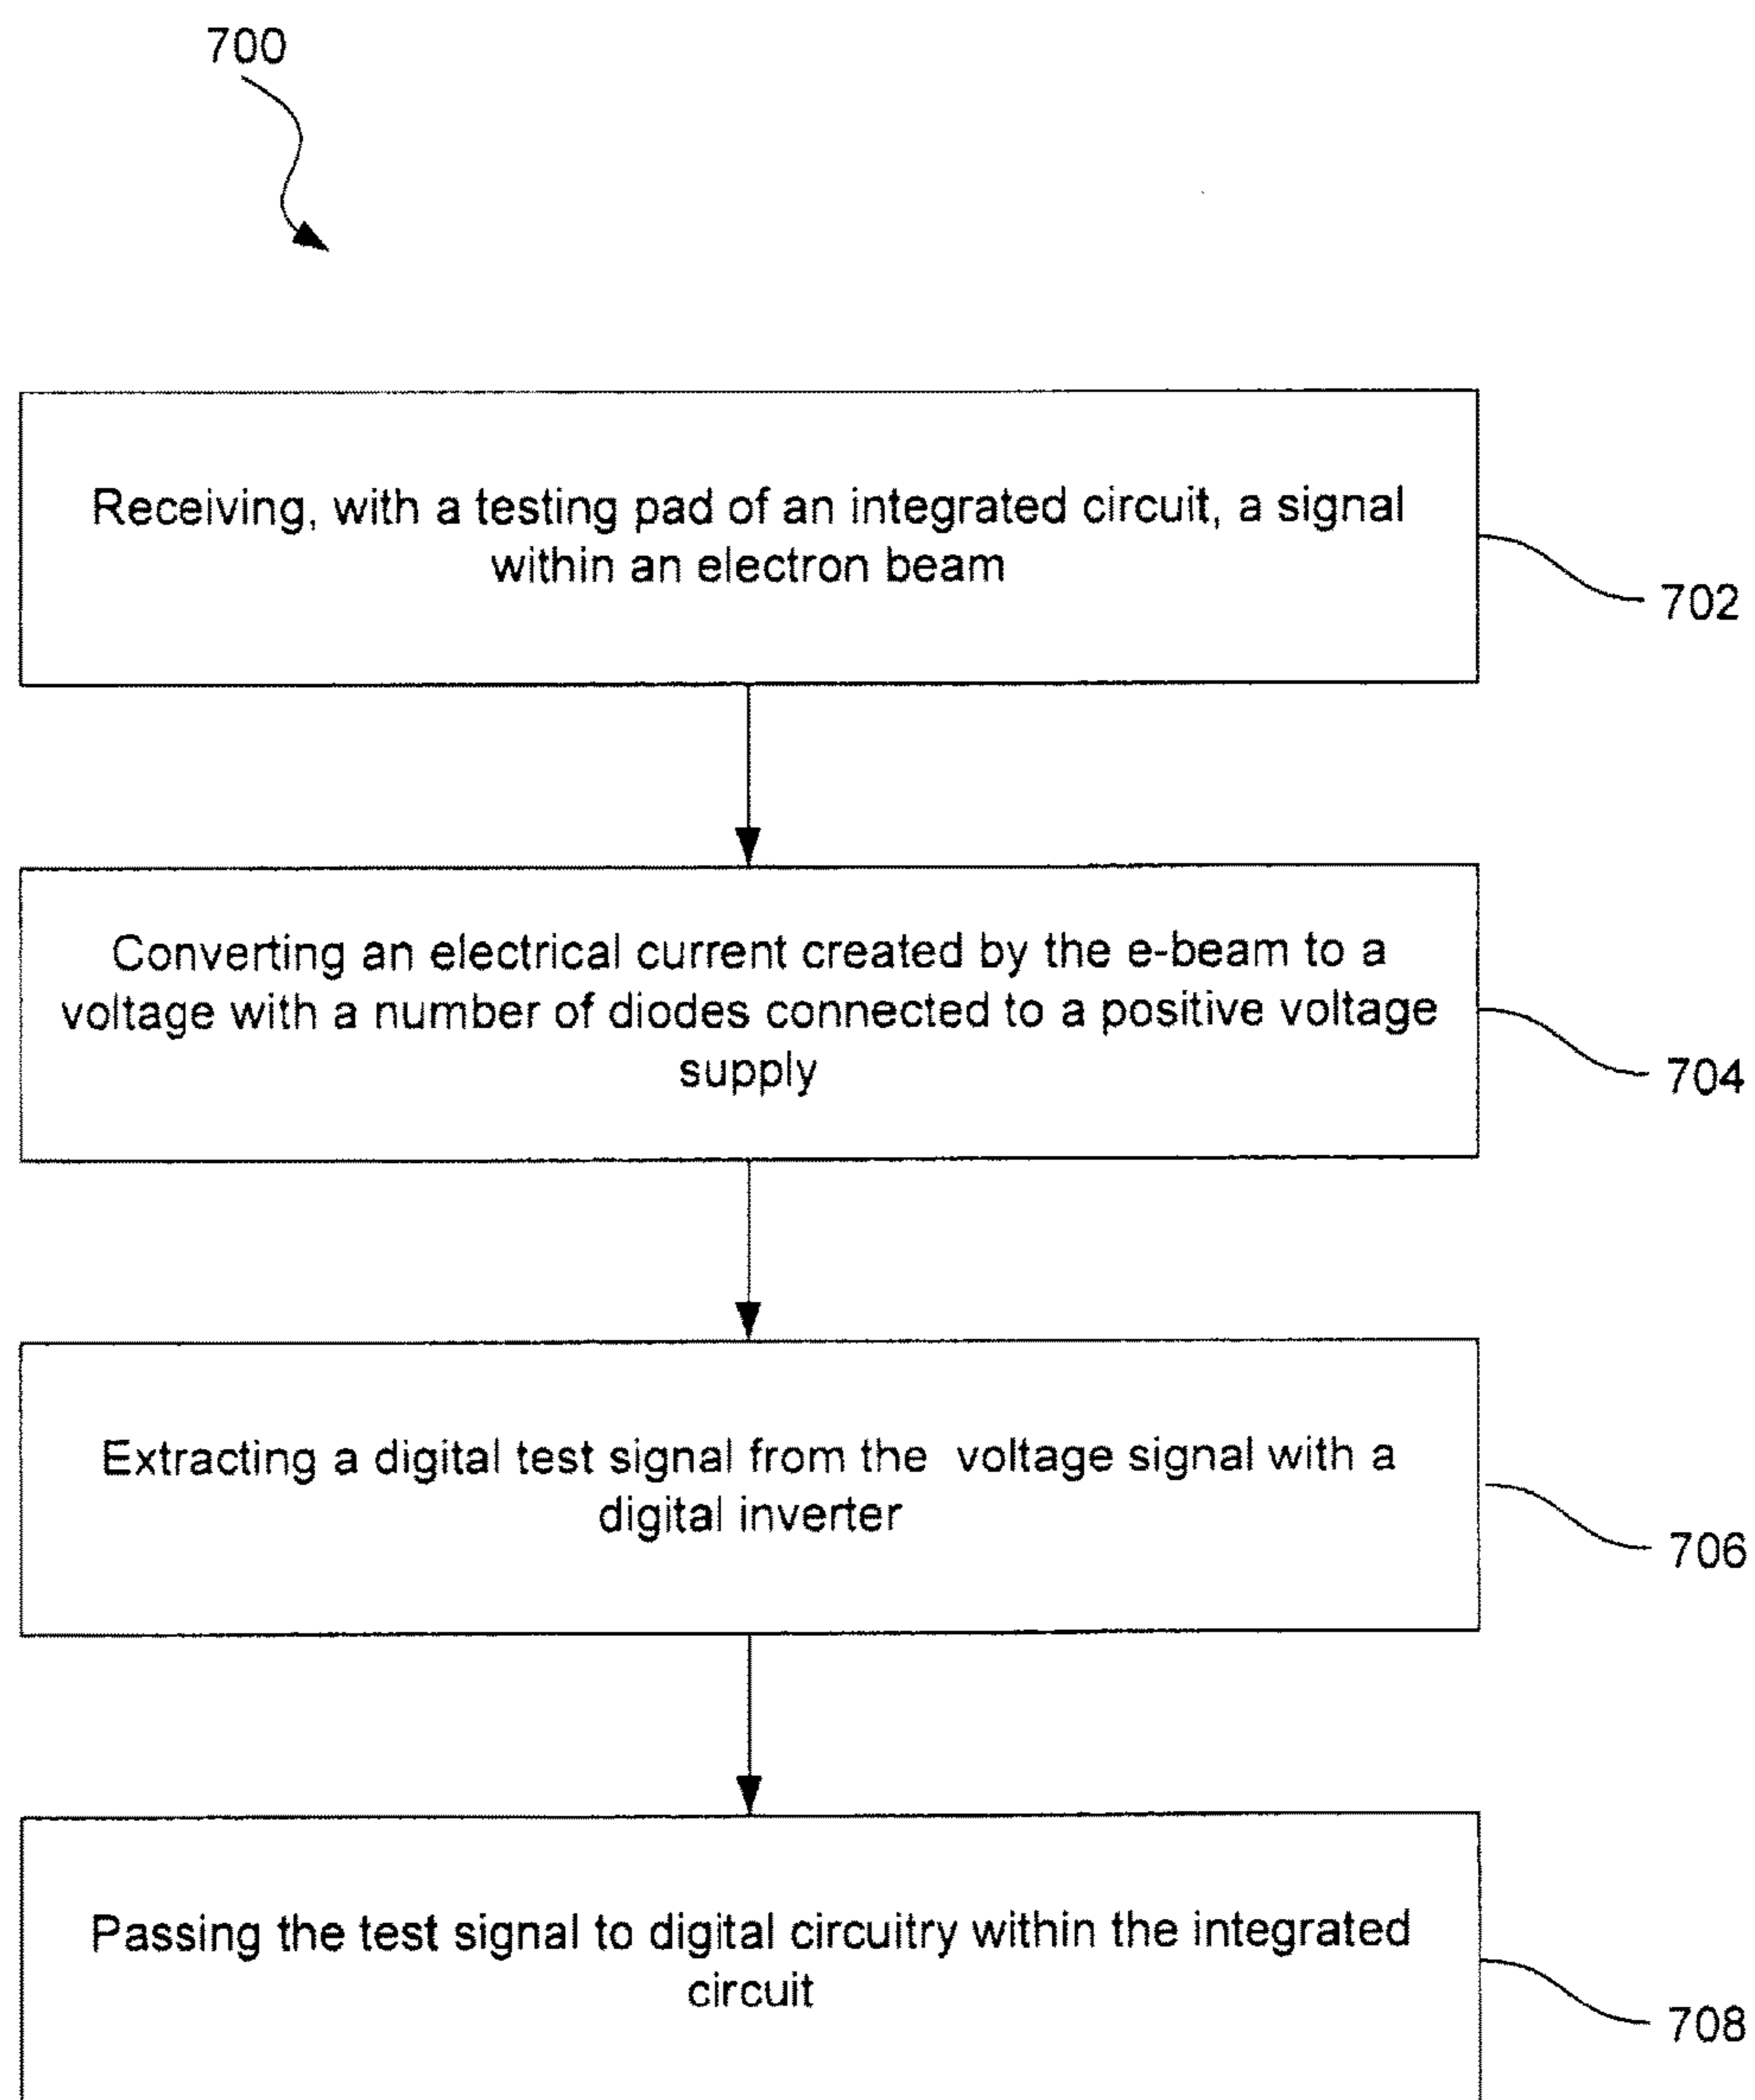 700
Receiving, with a testing pad of an integrated circuit, a signal
within an electron beam
702
Converting an electrical current created by the e-beam to a
voltage with a number of diodes connected to a positive voltage
supply
704
Extracting a digital test signal from the  voltage signal with a
digital inverter
706
Passing the test signal to digital circuitry within the integrated
circuit
708